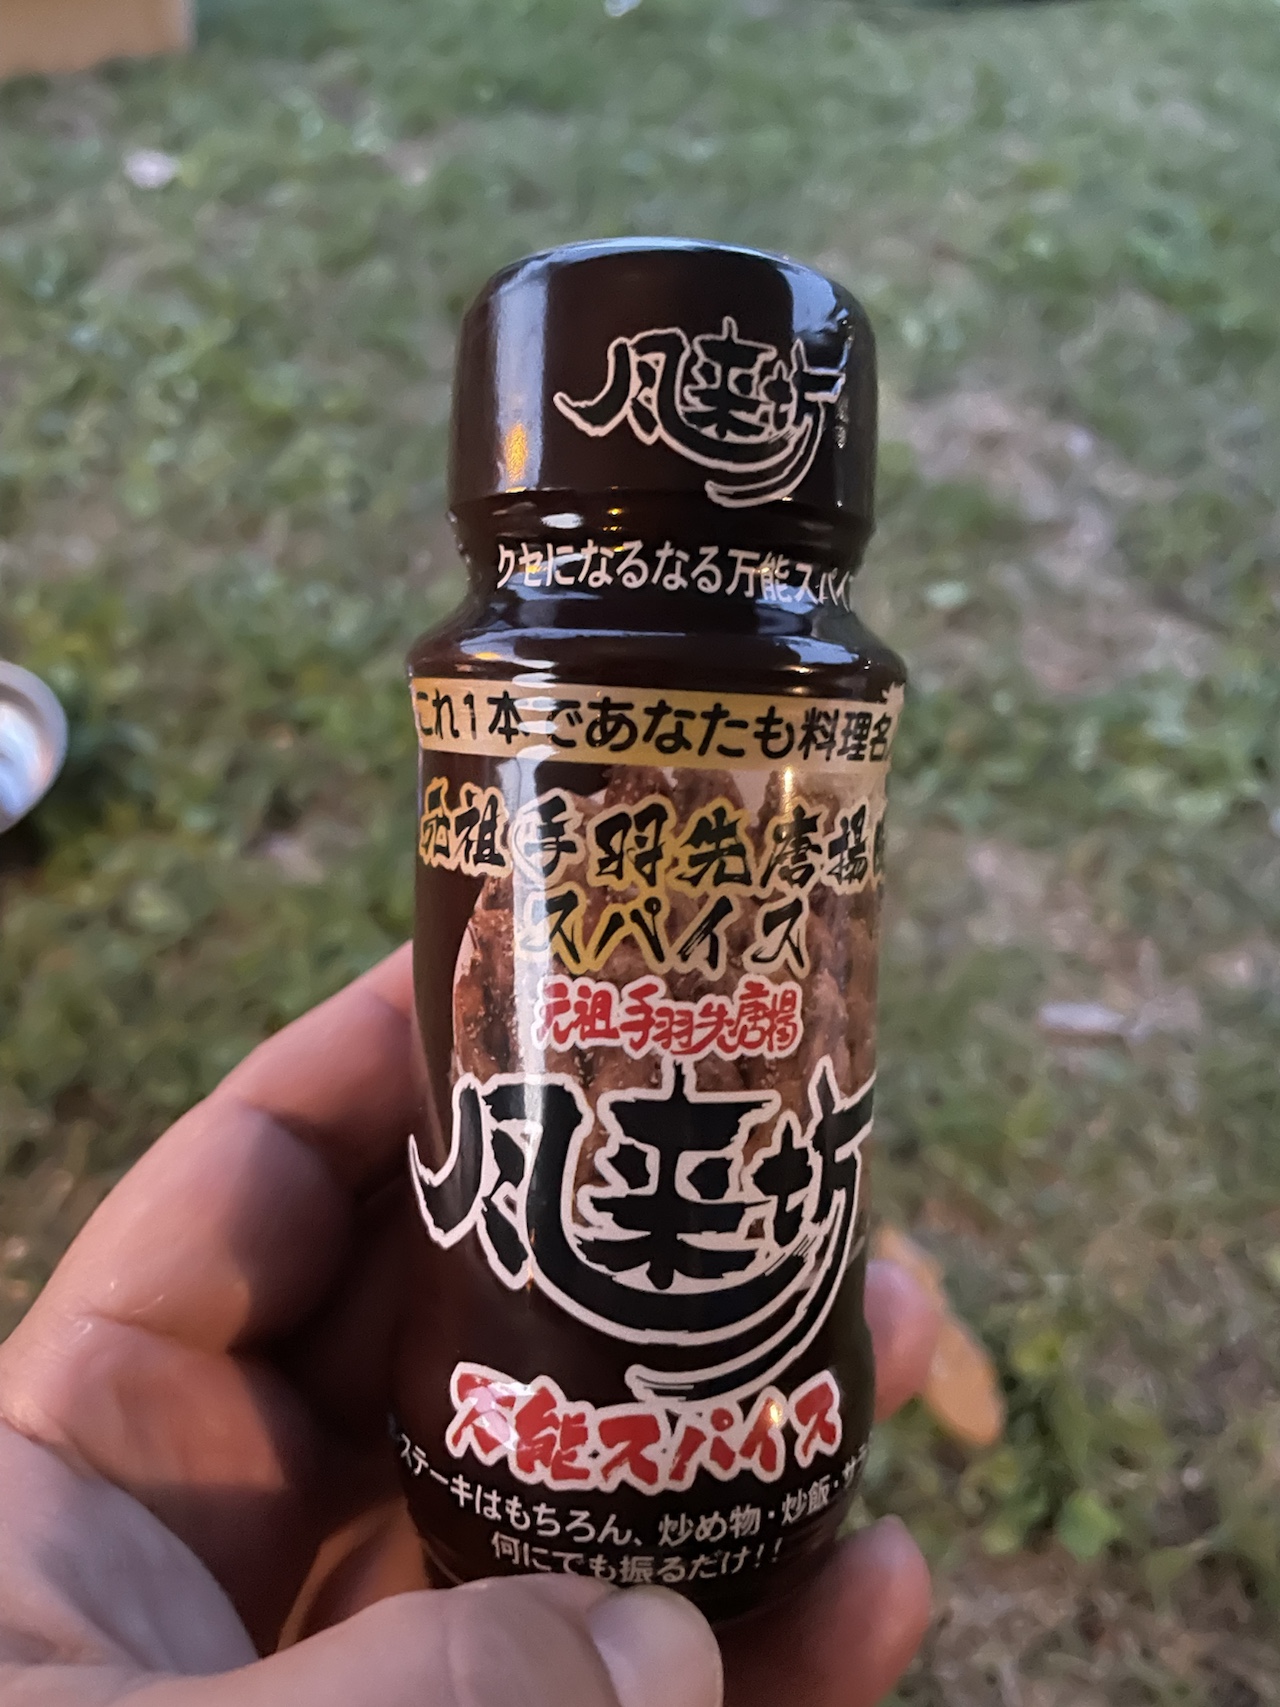 風来坊
クセになるなる万能スパイ
これ1本であなたも料理名
元祖手羽先唐揚味
スパイス
元祖手羽先唐揚
風来坊
万能スパイス
ステーキはもちろん、炒め物・炒飯・サラ
何にでも振るだけ!!